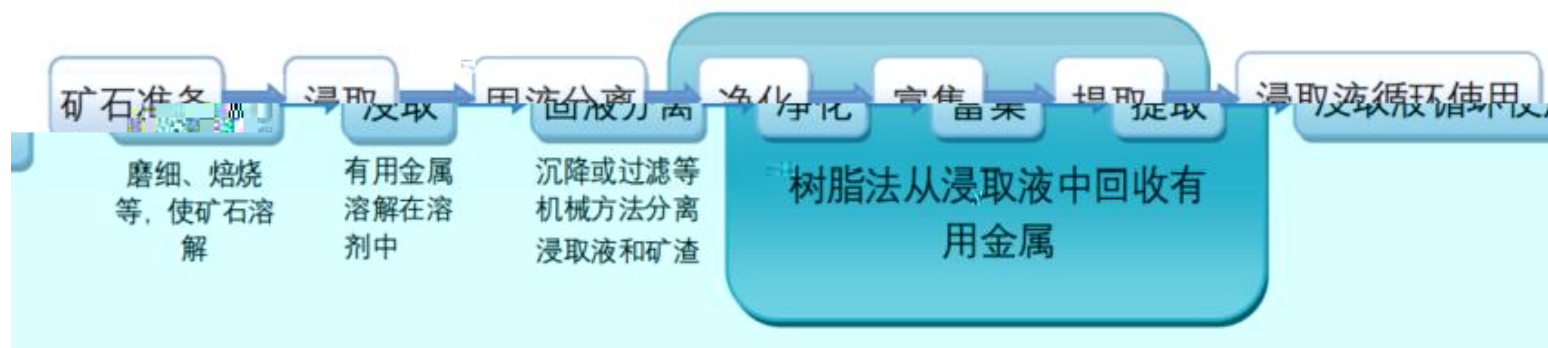 矿石准备
浸取
固液分离
净化
富集
提取
浸取液循环使用
磨细、焙烧
等，使矿石溶
解
有用金属
溶解在溶
剂中
沉降或过滤等
机械方法分离
浸取液和矿渣
树脂法从浸取液中回收有
用金属